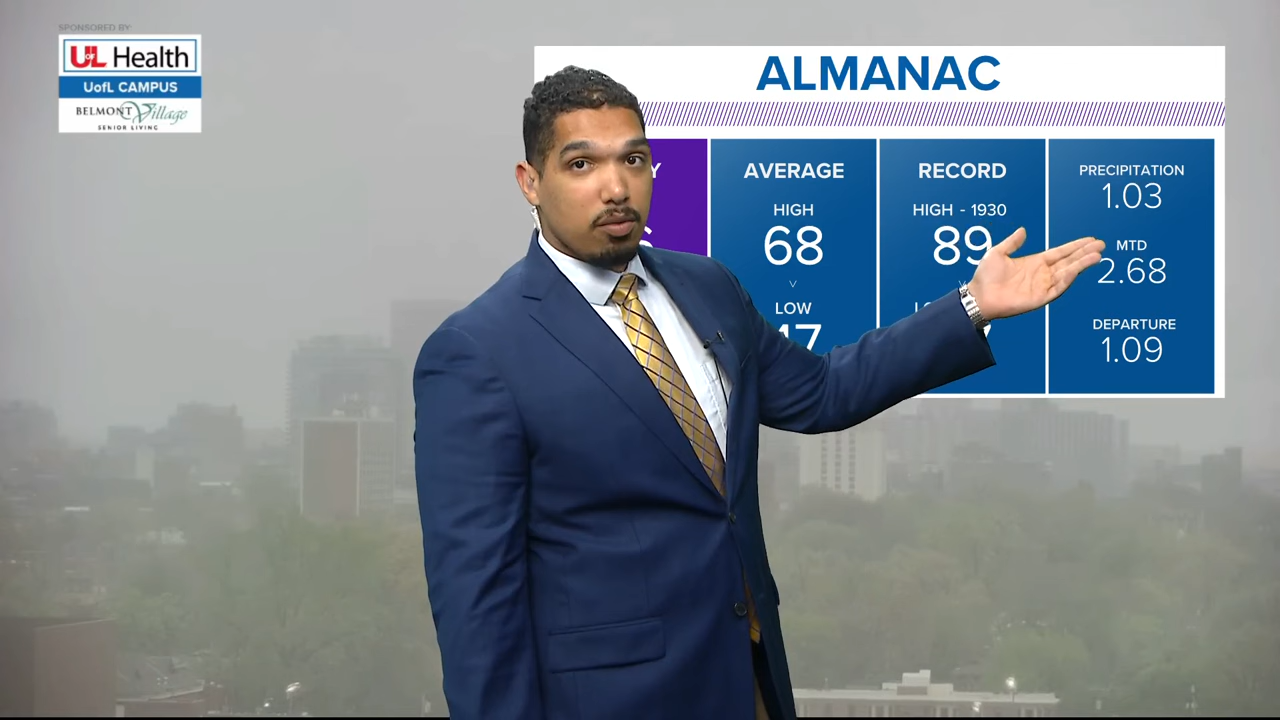 SPONSORED BY:
UofL Health
UofL CAMPUS
BELMONT Village
SENIOR LIVING
ALMANAC
AVERAGE
HIGH
68
LOW
RECORD
HIGH - 1930
89
PRECIPITATION
1.03
MTD
2.68
DEPARTURE
1.09